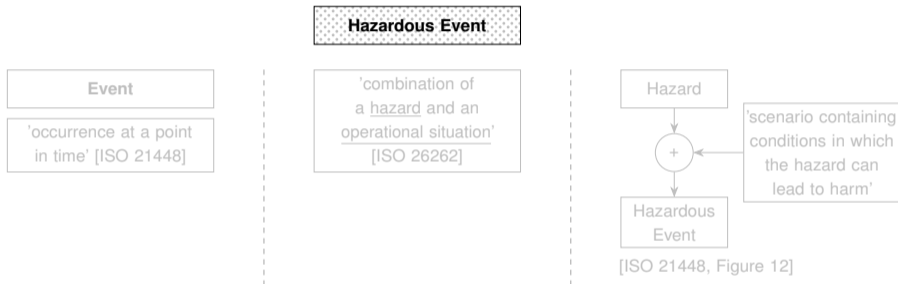 Hazardous Event
Event
'occurrence at a point
in time' [ISO 21448]
'combination of
a hazard and an
operational situation'
[ISO 26262]
Hazard
+
'scenario containing
conditions in which
the hazard can
lead to harm'
Hazardous
Event
[ISO 21448, Figure 12]